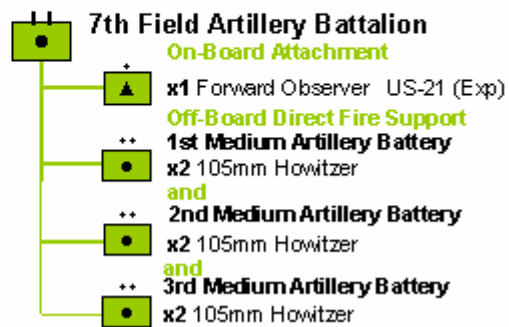 7th Field Artillery Battalion
On-Board Attachment
x1 Forward Observer US-21 (Exp)
Off-Board Direct Fire Support
1st Medium Artillery Battery
x2 105mm Howitzer
and
2nd Medium Artillery Battery
x2 105mm Howitzer
and
3rd Medium Artillery Battery
x2 105mm Howitzer